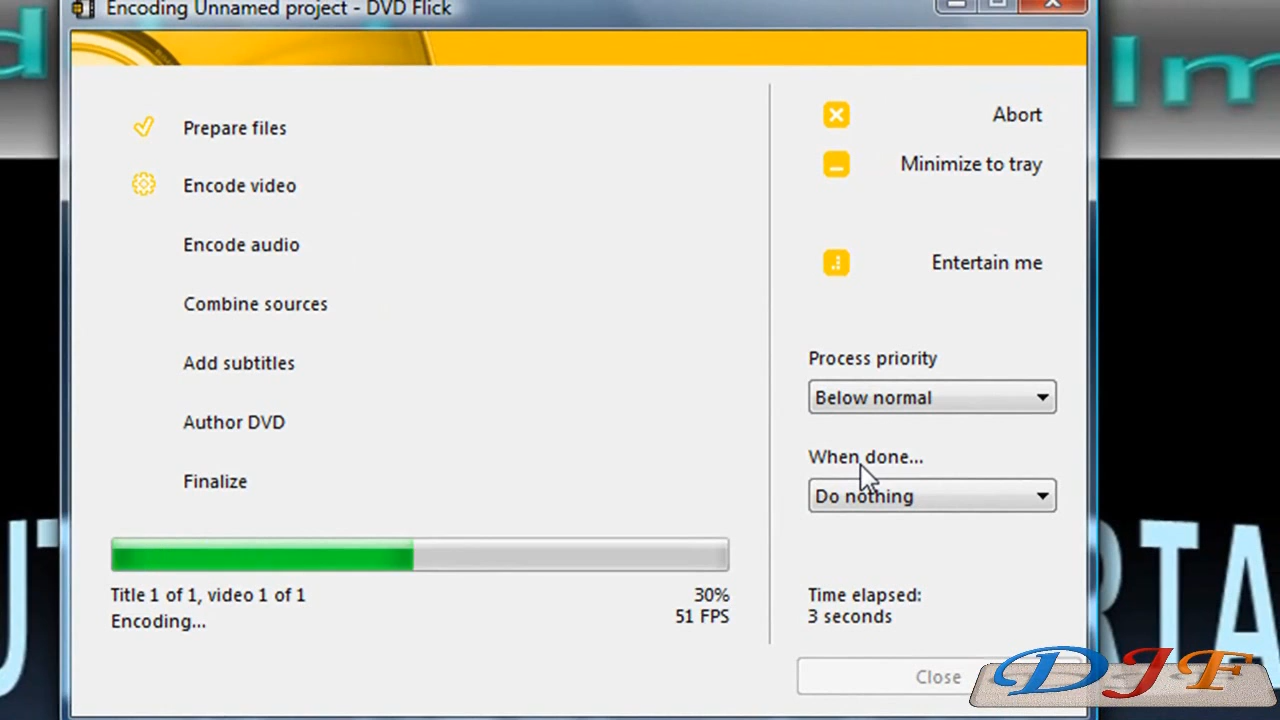 Encoding Unnamed project - DVD Flick
Prepare files
Encode video
Encode audio
Combine sources
Add subtitles
Author DVD
Finalize
Title 1 of 1, video 1 of 1
30%
Encoding...
51 FPS
Abort
Minimize to tray
Entertain me
Process priority
Below normal
When done...
Do nothing
Time elapsed:
3 seconds
Close
DJF